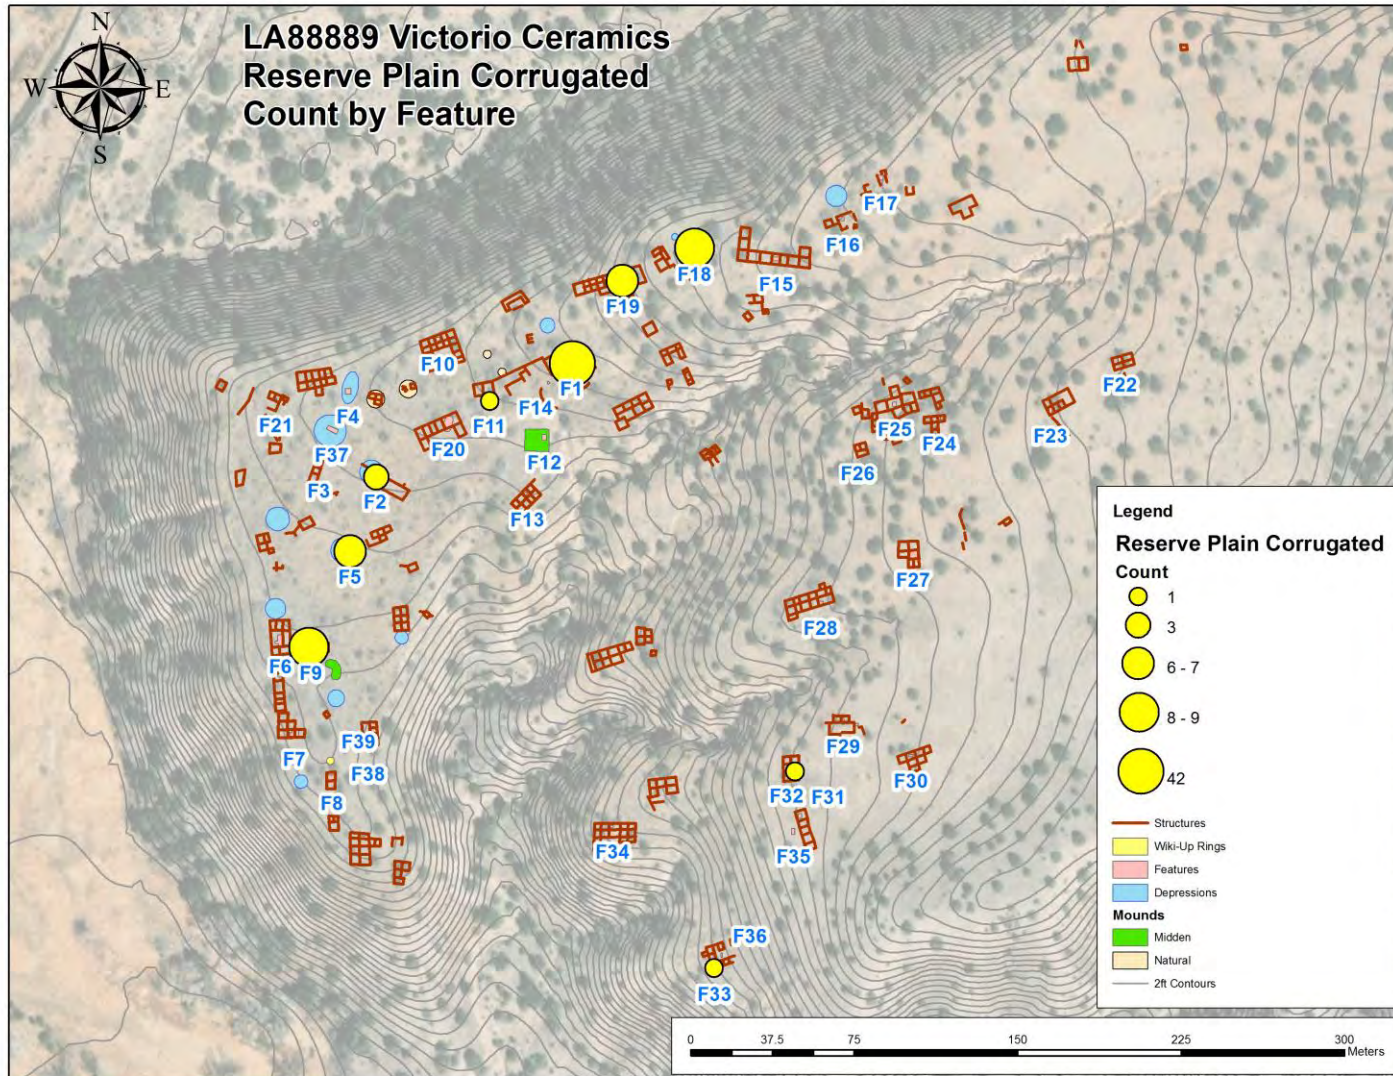 LA88889 Victorio Ceramics
Reserve Plain Corrugated
Count by Feature
N
W
E
S
F17
F16
F18
F15
F19
F10
F1
F22
F4
F14
F21
F11
F23
F25
F24
F37
F20
F12
F26
F3
F2
F13
F5
F27
F28
F6
F9
F39
F29
F7
F38
F30
F8
F32
F31
F34
F35
F36
F33
Legend
Reserve Plain Corrugated
Count
1
3
6 - 7
8 - 9
42
Structures
Wiki-Up Rings
Features
Depressions
Mounds
Midden
Natural
2ft Contours
0 37.5 75 150 225 300
Meters